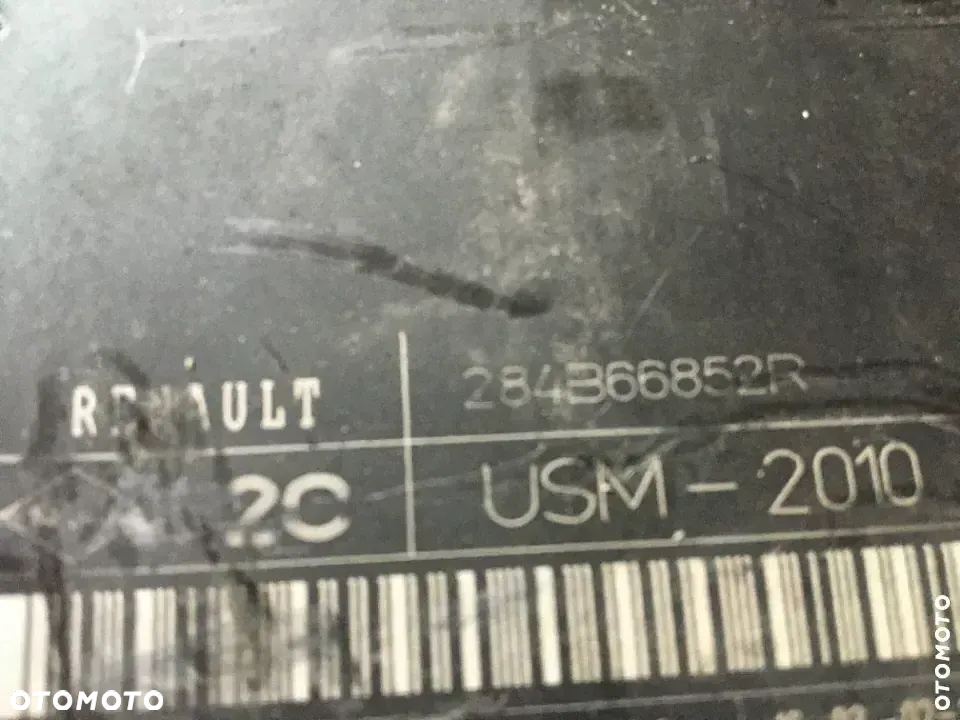 RENAULT 284B66852R
2C USM - 2010
OTOMOTO
OTOMOTO